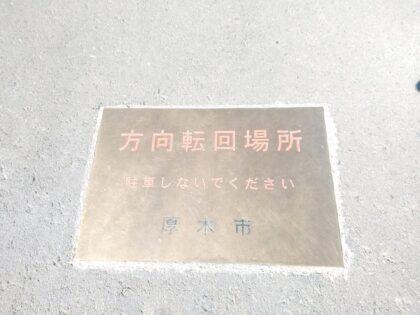 方向転回場所
駐車しないでください
厚木市